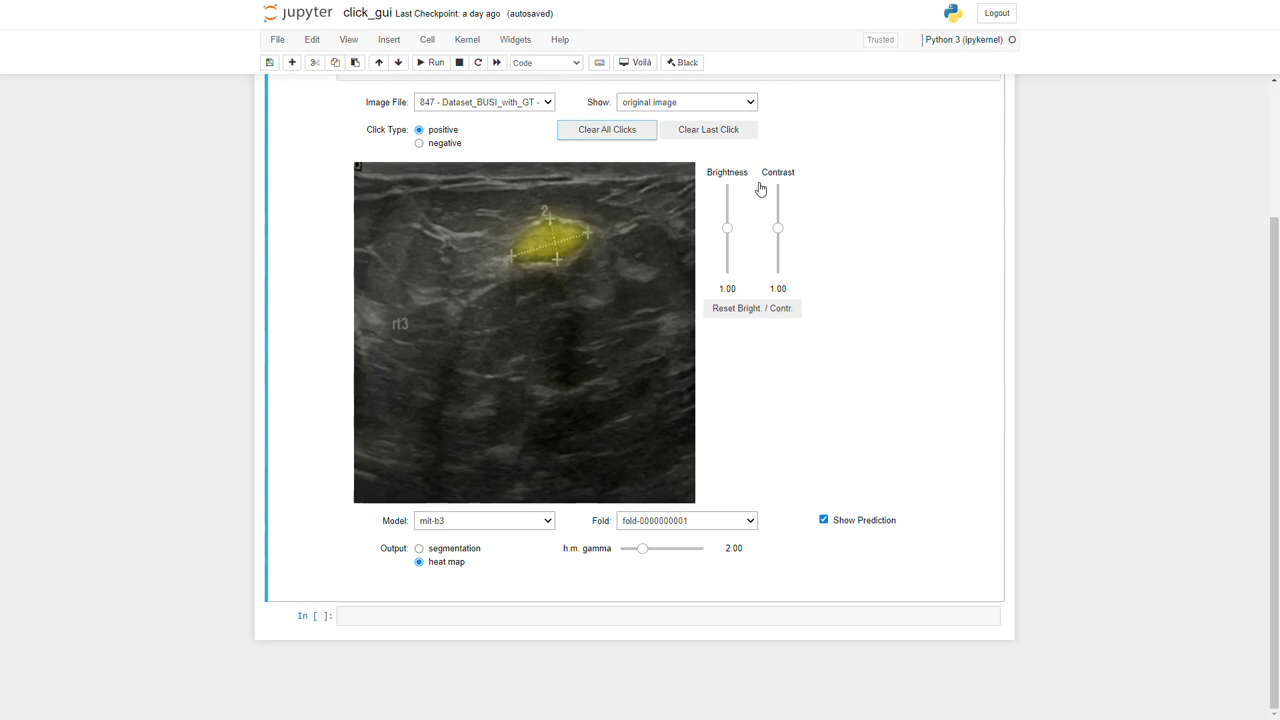 jupyter click_gui Last Checkpoint: a day ago (autosaved) Logout
File Edit View Insert Cell Kernel Widgets Help Trusted Python 3 (ipykernel)
Run Code Voilà Black
Image File: 847 - Dataset_BUSI_with_GT - Show: original image
Click Type: positive Clear All Clicks Clear Last Click
negative
Brightness Contrast
2
1.00 1.00
Reset Bright. / Contr.
rt3
Model: mit-b3 Fold: fold-0000000001 Show Prediction
Output: segmentation h.m. gamma 2.00
heat map
In [ ]: